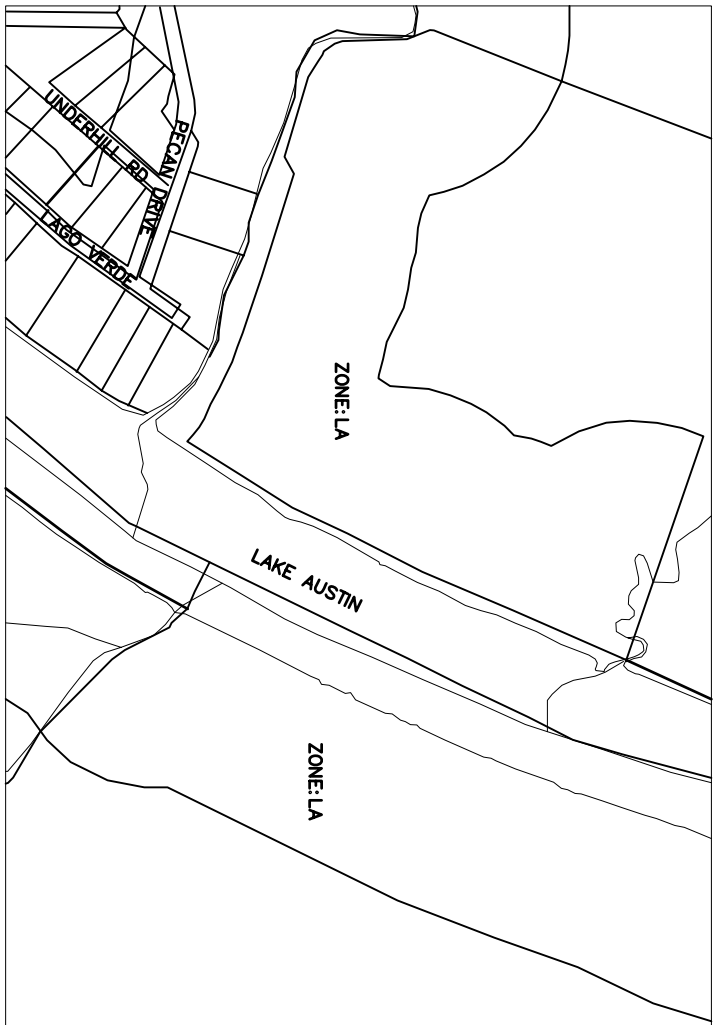 UNDERHILL RD
PECAN DRIVE
LAGO VERDE
ZONE: LA
LAKE AUSTIN
ZONE: LA